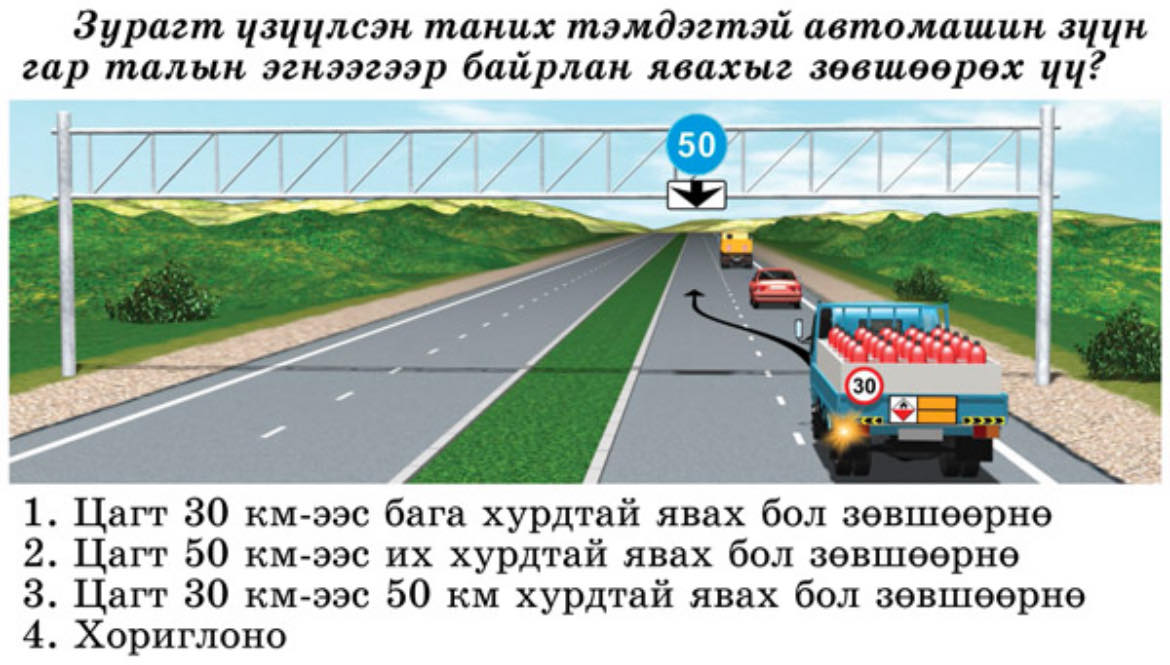 Зурагт үзүүлсэн таних тэмдэгтэй автомашин зүүн
гар талын эгнээгээр байрлан явахыг зөвшөөрөх үү?
50
30
1. Цагт 30 км-ээс бага хурдтай явах бол зөвшөөрнө
2. Цагт 50 км-ээс их хурдтай явах бол зөвшөөрнө
3. Цагт 30 км-ээс 50 км хурдтай явах бол зөвшөөрнө
4. Хориглоно